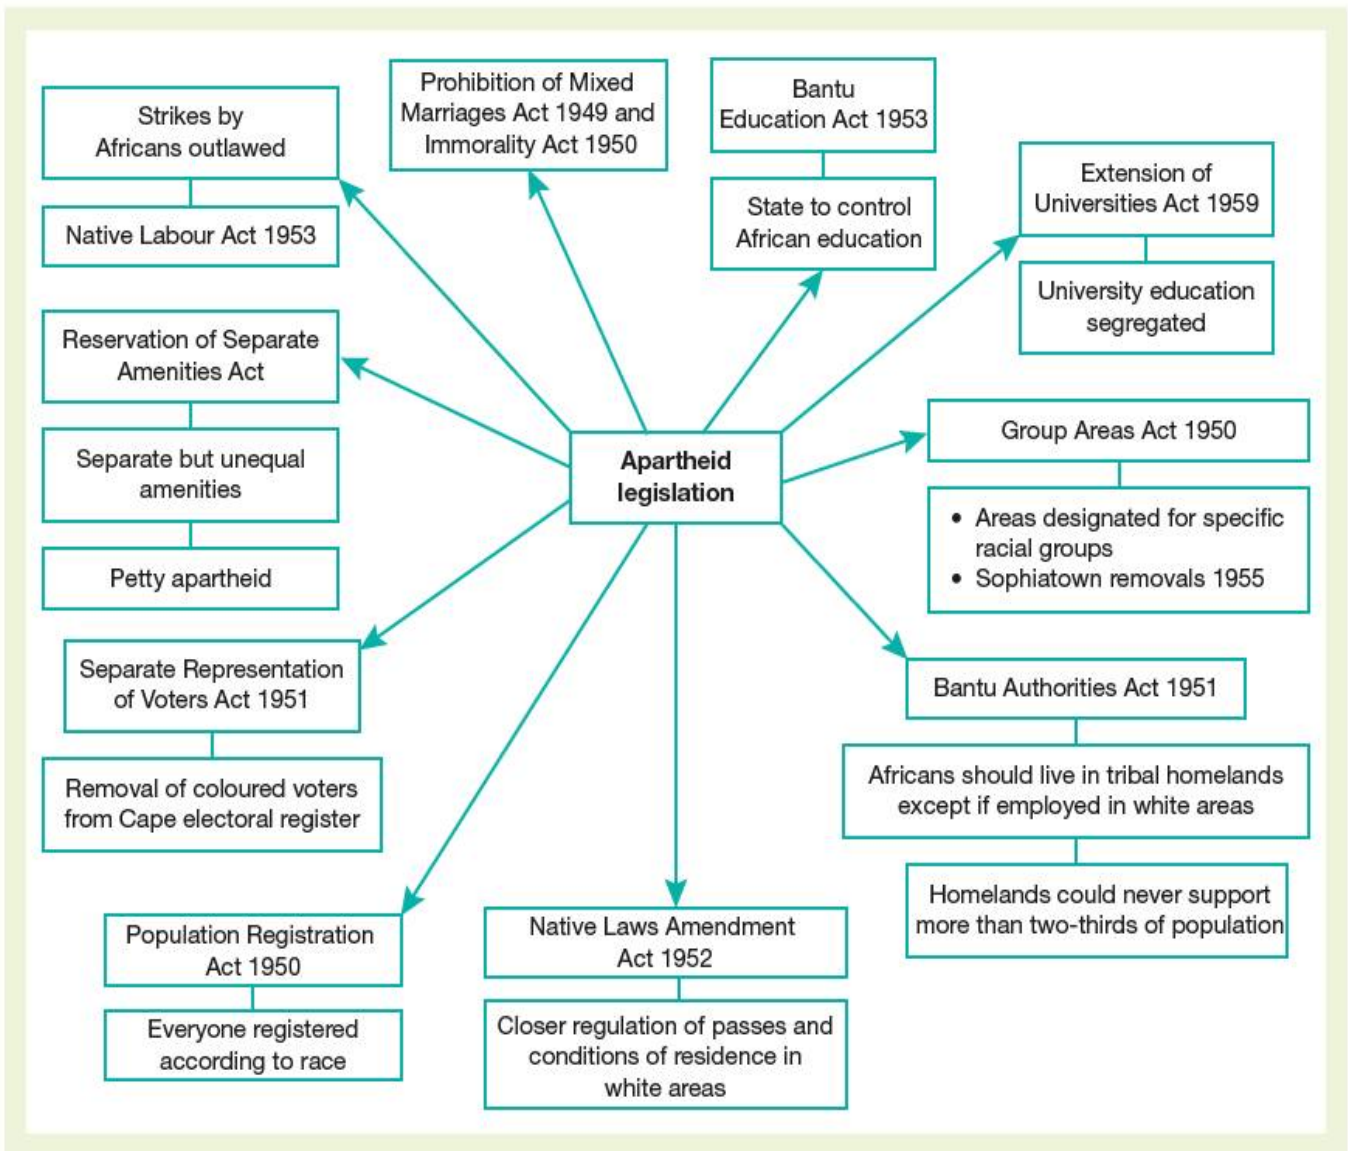 Strikes by
Africans outlawed
Native Labour Act 1953
Prohibition of Mixed
Marriages Act 1949 and
Immorality Act 1950
Bantu
Education Act 1953
State to control
African education
Extension of
Universities Act 1959
University education
segregated
Reservation of Separate
Amenities Act
Separate but unequal
amenities
Petty apartheid
Apartheid
legislation
Group Areas Act 1950
• Areas designated for specific
racial groups
• Sophiatown removals 1955
Separate Representation
of Voters Act 1951
Removal of coloured voters
from Cape electoral register
Bantu Authorities Act 1951
Africans should live in tribal homelands
except if employed in white areas
Homelands could never support
more than two-thirds of population
Population Registration
Act 1950
Everyone registered
according to race
Native Laws Amendment
Act 1952
Closer regulation of passes and
conditions of residence in
white areas